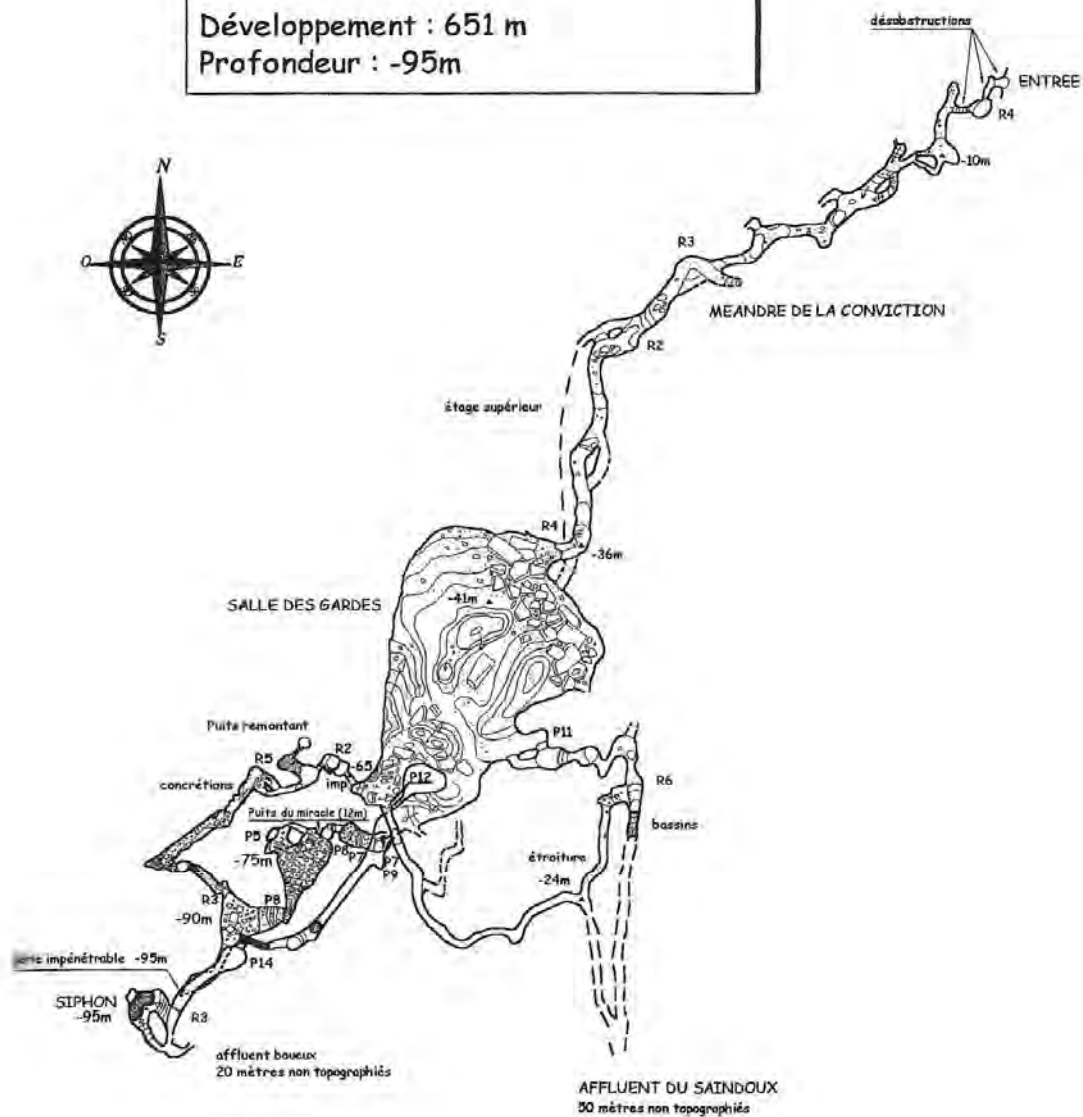 Développement : 651 m
Profondeur : -95m
désobstructions
ENTREE
R4
-10m
N
O
E
S
R3
MEANDRE DE LA CONVICTION
R2
étage supérieur
R4
-36m
-41m
SALLE DES GARDES
Puits remontant
P11
R5
R2
-65
imp
P12
R6
concrétions
Puits du miracle (12m)
bassins
P5
P6
P7
P7
P9
-75m
étroiture
-24m
R3
P8
-90m
impénétrable -95m
P14
SIPHON
-95m
R3
affluent boueux
20 mètres non topographiés
AFFLUENT DU SAINDOUX
50 mètres non topographiés